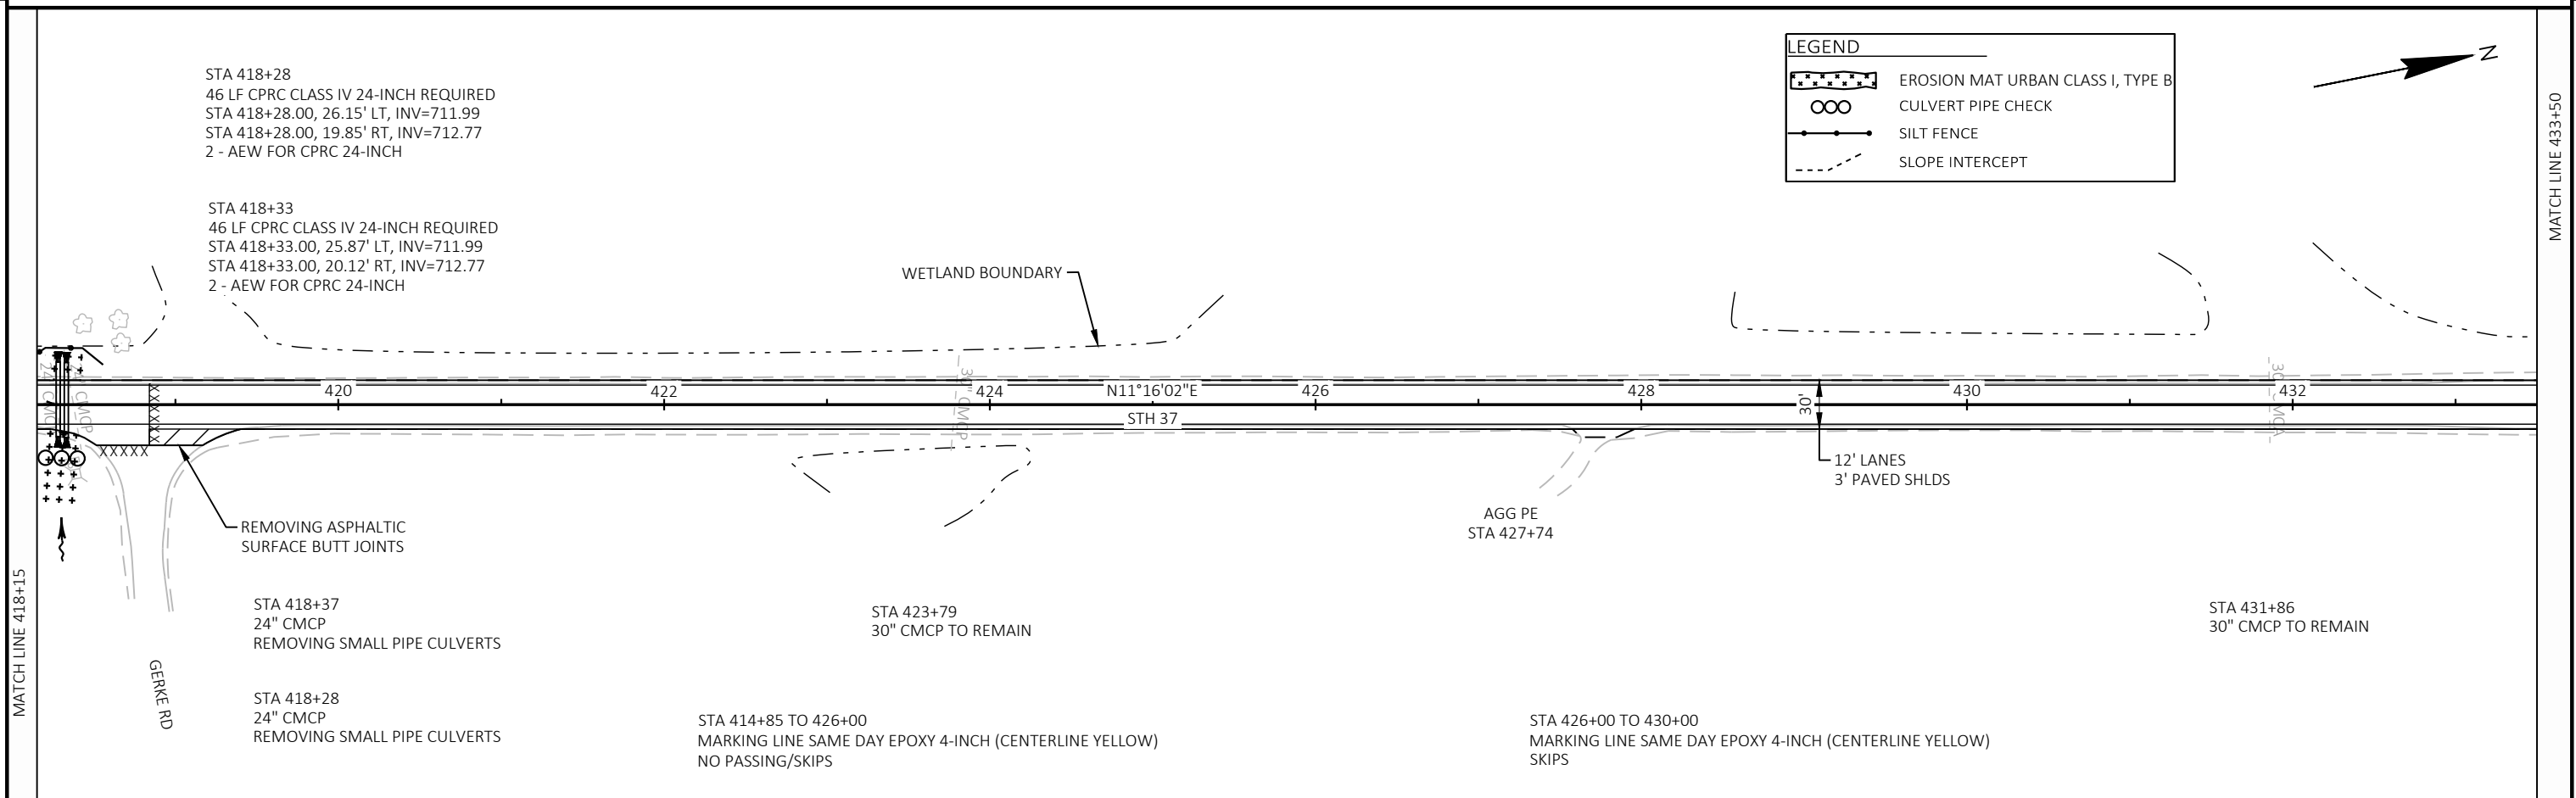 STA 418+28
46 LF CPRC CLASS IV 24-INCH REQUIRED
STA 418+28.00, 26.15' LT, INV=711.99
STA 418+28.00, 19.85' RT, INV=712.77
2 - AEW FOR CPRC 24-INCH
STA 418+33
46 LF CPRC CLASS IV 24-INCH REQUIRED
STA 418+33.00, 25.87' LT, INV=711.99
STA 418+33.00, 20.12' RT, INV=712.77
2 - AEW FOR CPRC 24-INCH
LEGEND
EROSION MAT URBAN CLASS I, TYPE B
CULVERT PIPE CHECK
SILT FENCE
SLOPE INTERCEPT
N
MATCH LINE 433+50
WETLAND BOUNDARY
420
422
424
N11°16'02"E
426
428
430
432
STH 37
30" CMCP
30'
12' LANES
3' PAVED SHLDS
AGG PE
STA 427+74
REMOVING ASPHALTIC
SURFACE BUTT JOINTS
MATCH LINE 418+15
GERKE RD
STA 418+37
24" CMCP
REMOVING SMALL PIPE CULVERTS
STA 418+28
24" CMCP
REMOVING SMALL PIPE CULVERTS
STA 423+79
30" CMCP TO REMAIN
STA 431+86
30" CMCP TO REMAIN
STA 414+85 TO 426+00
MARKING LINE SAME DAY EPOXY 4-INCH (CENTERLINE YELLOW)
NO PASSING/SKIPS
STA 426+00 TO 430+00
MARKING LINE SAME DAY EPOXY 4-INCH (CENTERLINE YELLOW)
SKIPS